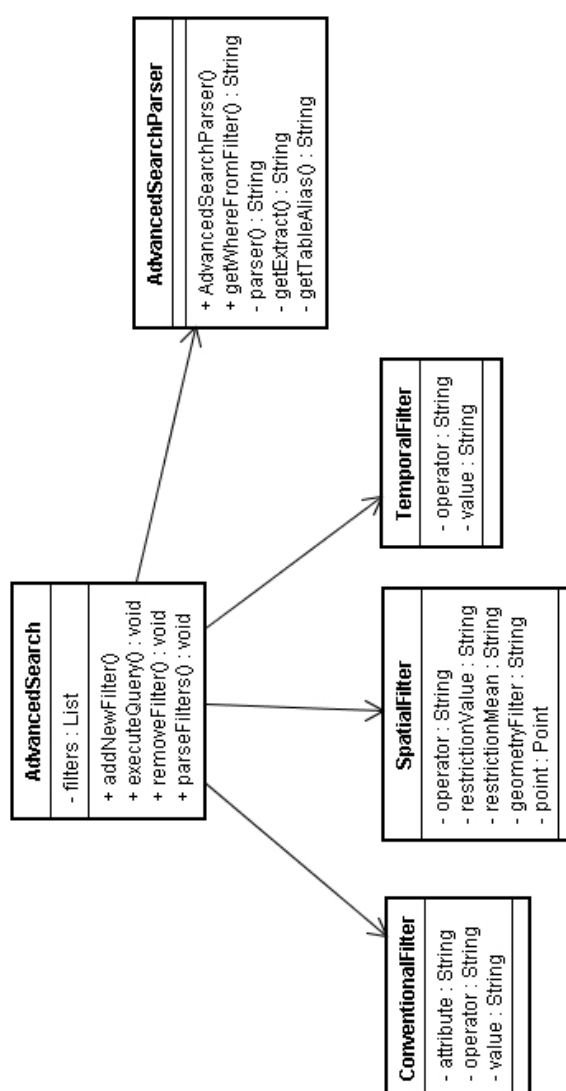 AdvancedSearch
- filters : List
+ addNewFilter()
+ executeQuery() : void
+ removeFilter() : void
+ parseFilters() : void
AdvancedSearchParser
+ AdvancedSearchParser()
+ getWhereFromFilter() : String
- parser() : String
- getExtract() : String
- getTableAlias() : String
ConventionalFilter
- attribute : String
- operator : String
- value : String
SpatialFilter
- operator : String
- restrictionValue : String
- restrictionMean : String
- geometryFilter : String
- point : Point
TemporalFilter
- operator : String
- value : String